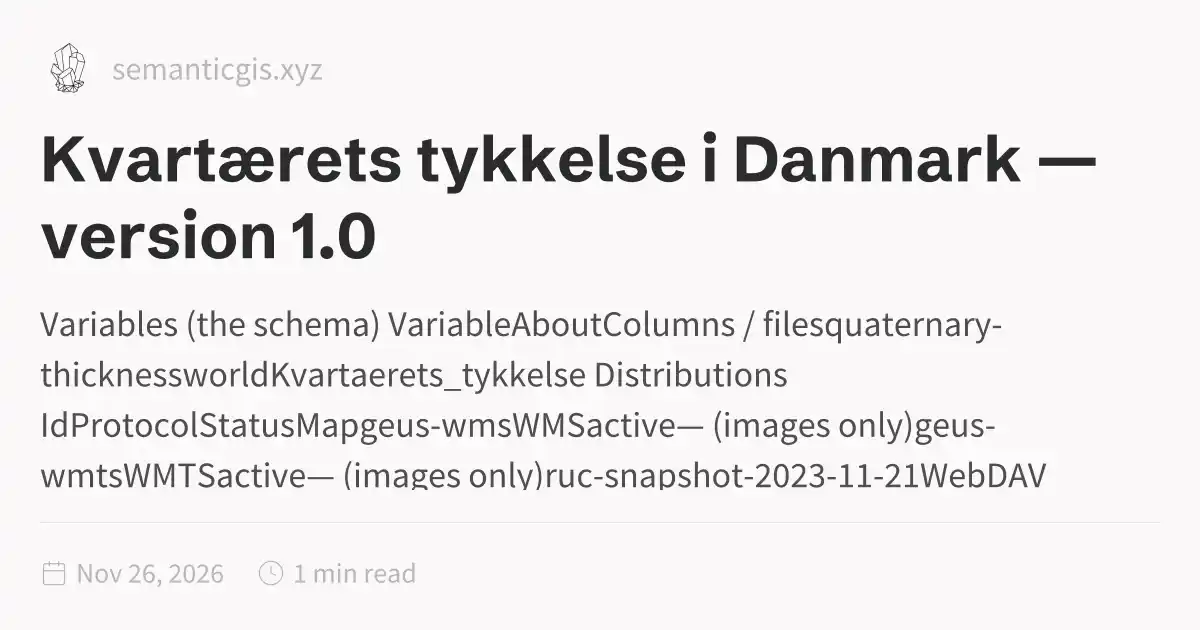 semanticgis.xyz
Kvartærets tykkelse i Danmark —
version 1.0
Variables (the schema) VariableAboutColumns / filesquaternary-
thicknessworldKvartaerets_tykkelse Distributions
IdProtocolStatusMapgeus-wmsWMSactive— (images only)geus-
wmtsWMTSactive— (images only)ruc-snapshot-2023-11-21WebDAV
Nov 26, 2026 1 min read